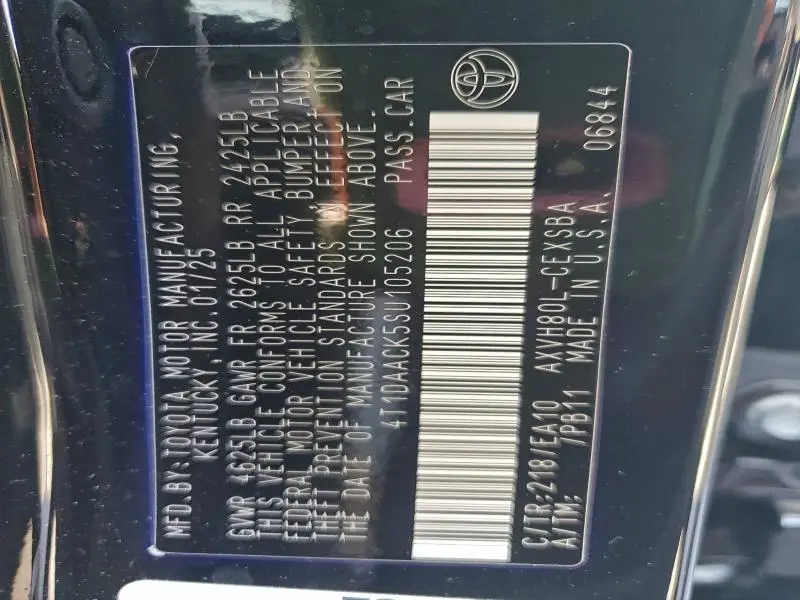 MFD.BY:TOYOTA MOTOR MANUFACTURING,
KENTUCKY, INC.01/25
GVWR 4625LB GAWR FR 2625LB RR 2425LB
THIS VEHICLE CONFORMS TO ALL APPLICABLE
FEDERAL MOTOR VEHICLE SAFETY BUMPER,AND
THEFT PREVENTION STANDARDS IN EFFECT ON
THE DATE OF MANUFACTURE SHOWN ABOVE.
4T1DAACK5SU105206 PASS.CAR
C/TR:218/EA10 AXVH80L-CEXSBA
A/TM: /PB11 MADE IN U.S.A. 06844